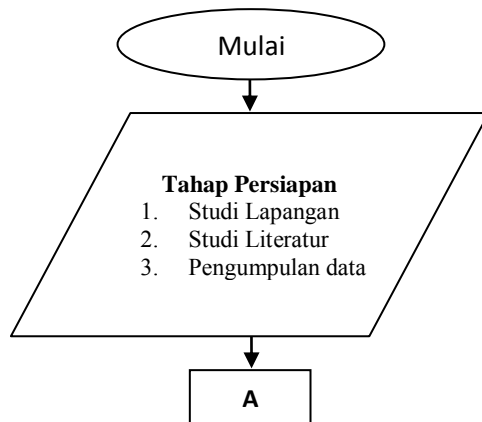 Mulai
Tahap Persiapan
1. Studi Lapangan
2. Studi Literatur
3. Pengumpulan data
A